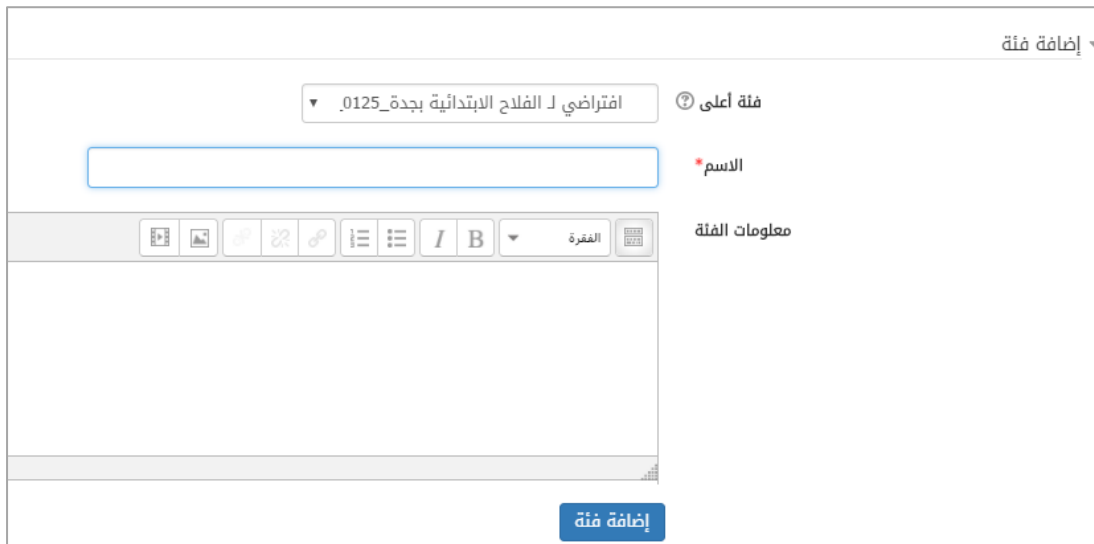 إضافة فئة
فئة أعلى
افتراضي لـ الفلاح الابتدائية بجدة_0125
الاسم*
معلومات الفئة
الفقرة
B I
إضافة فئة